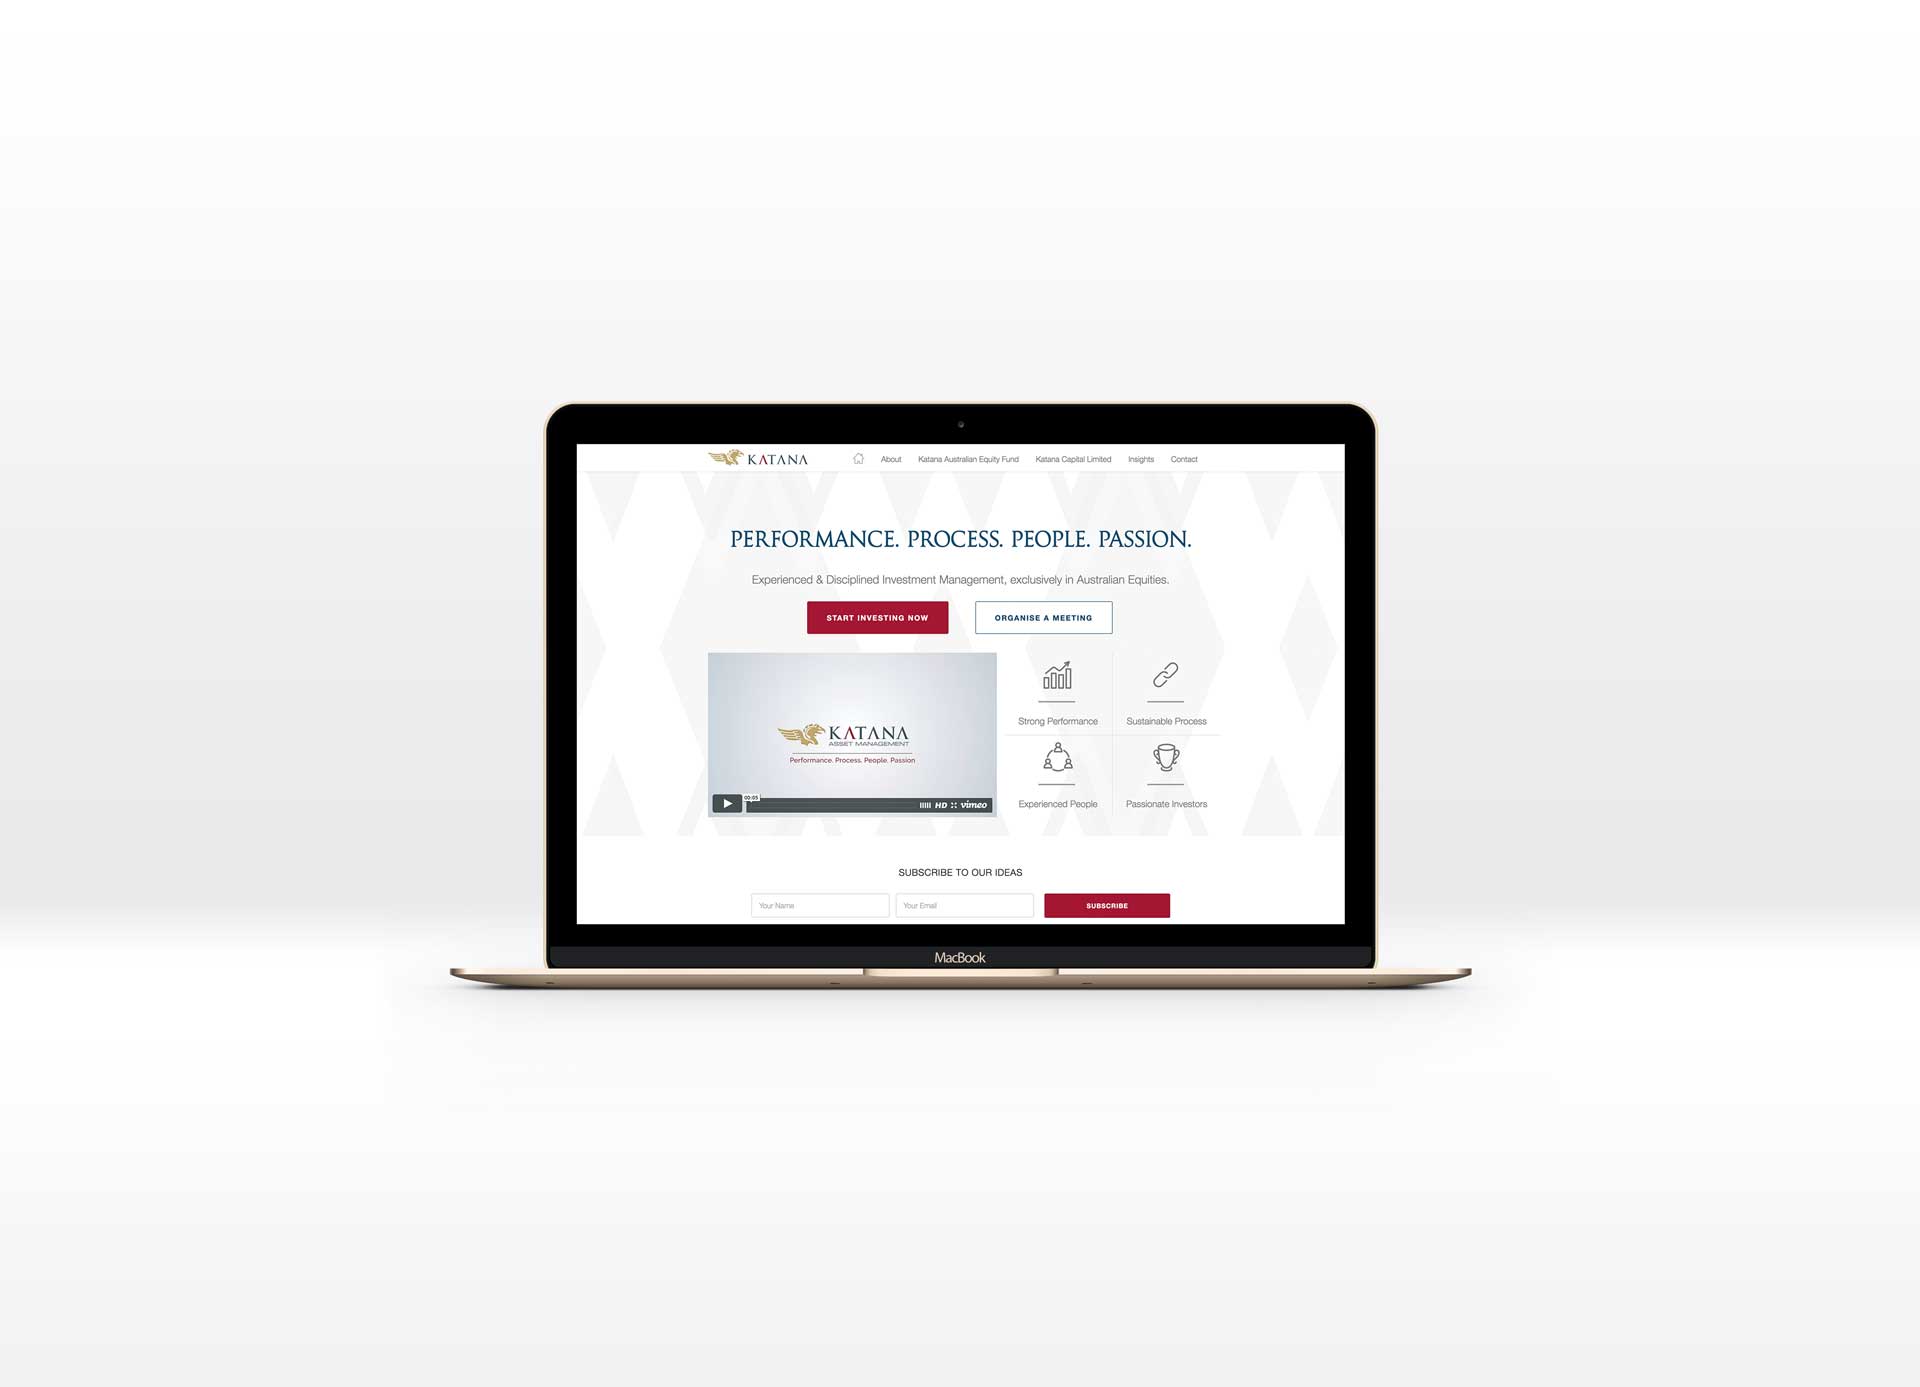 KATANA
About Katana Australian Equity Fund Katana Capital Limited Insights Contact
PERFORMANCE. PROCESS. PEOPLE. PASSION.
Experienced & Disciplined Investment Management, exclusively in Australian Equities.
START INVESTING NOW
ORGANISE A MEETING
KATANA
ASSET MANAGEMENT
Performance. Process. People. Passion
00:05
HD vimeo
Strong Performance
Sustainable Process
Experienced People
Passionate Investors
SUBSCRIBE TO OUR IDEAS
Your Name
Your Email
SUBSCRIBE
MacBook